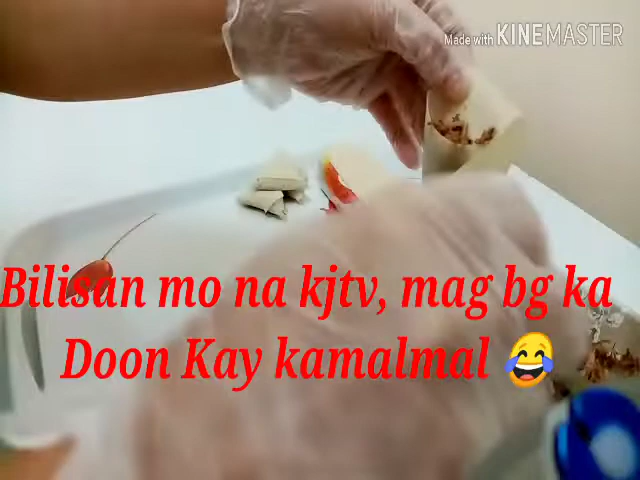 Made with KINEMASTER
Bilisan mo na kjtv, mag bg ka
Doon Kay kamalmal 😂